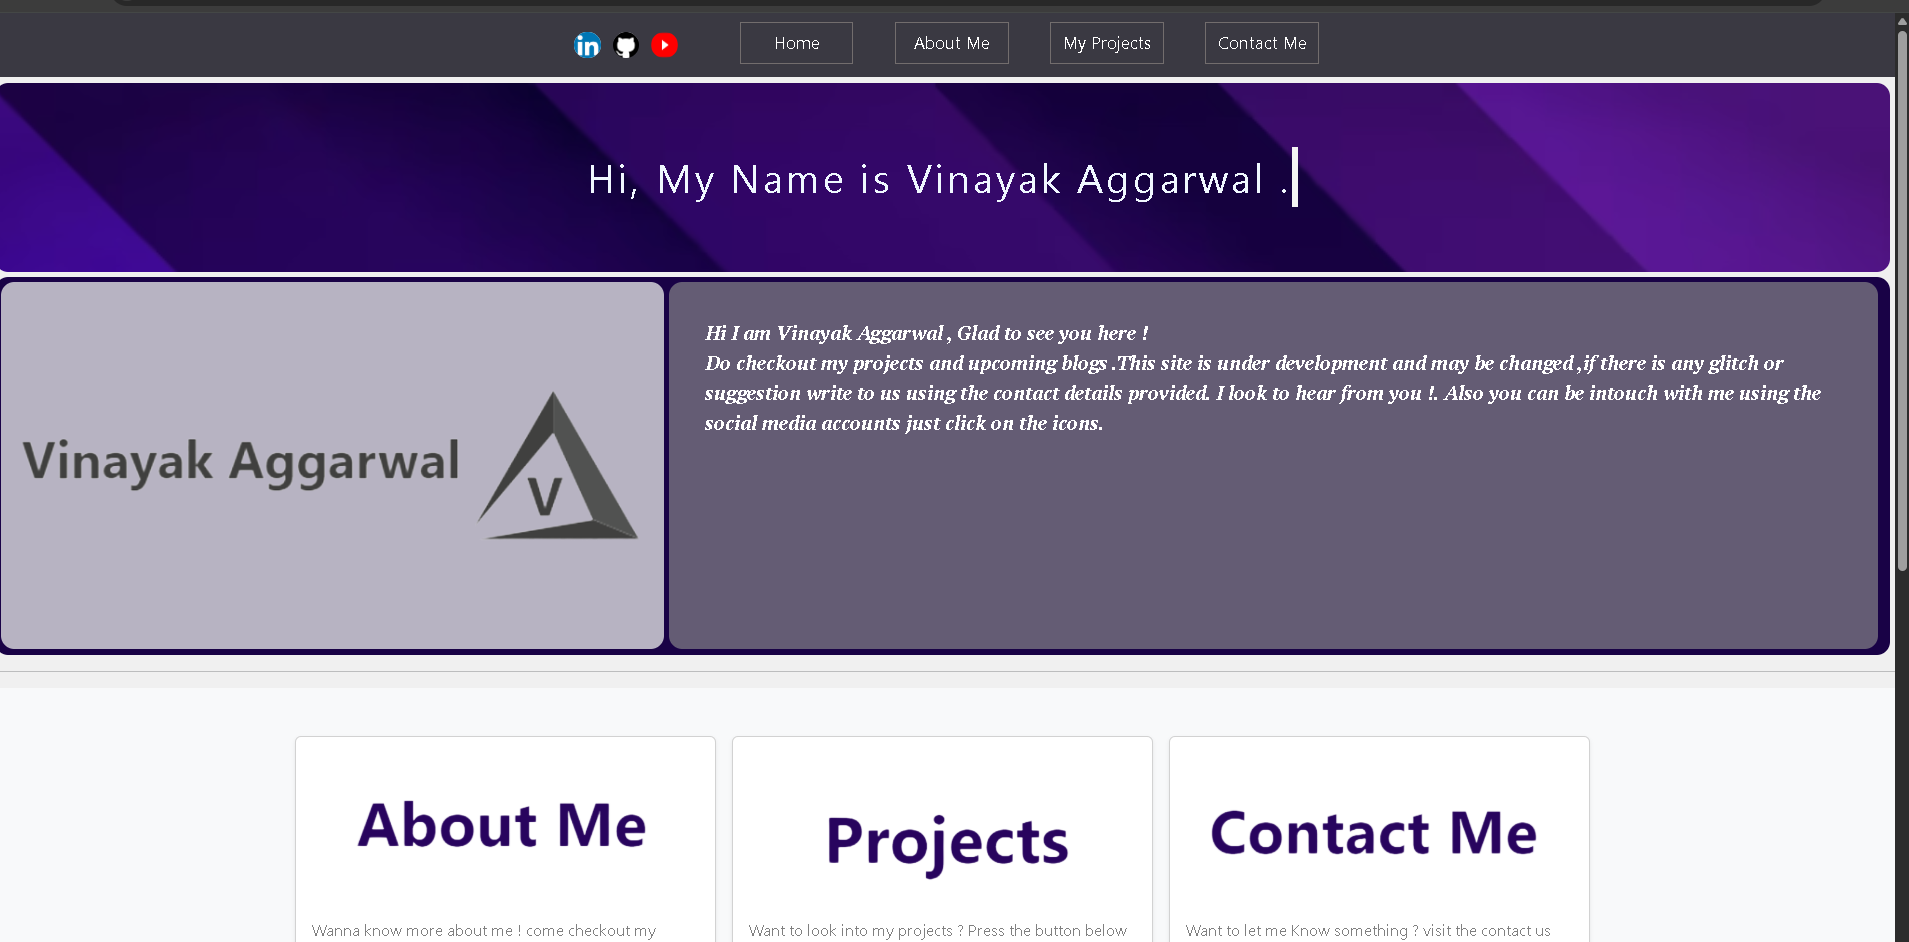 in
Home
About Me
My Projects
Contact Me
Hi, My Name is Vinayak Aggarwal .
Vinayak Aggarwal
V
Hi I am Vinayak Aggarwal , Glad to see you here !
Do checkout my projects and upcoming blogs .This site is under development and may be changed ,if there is any glitch or
suggestion write to us using the contact details provided. I look to hear from you !. Also you can be intouch with me using the
social media accounts just click on the icons.
About Me
Wanna know more about me ! come checkout my
Projects
Want to look into my projects ? Press the button below
Contact Me
Want to let me Know something ? visit the contact us